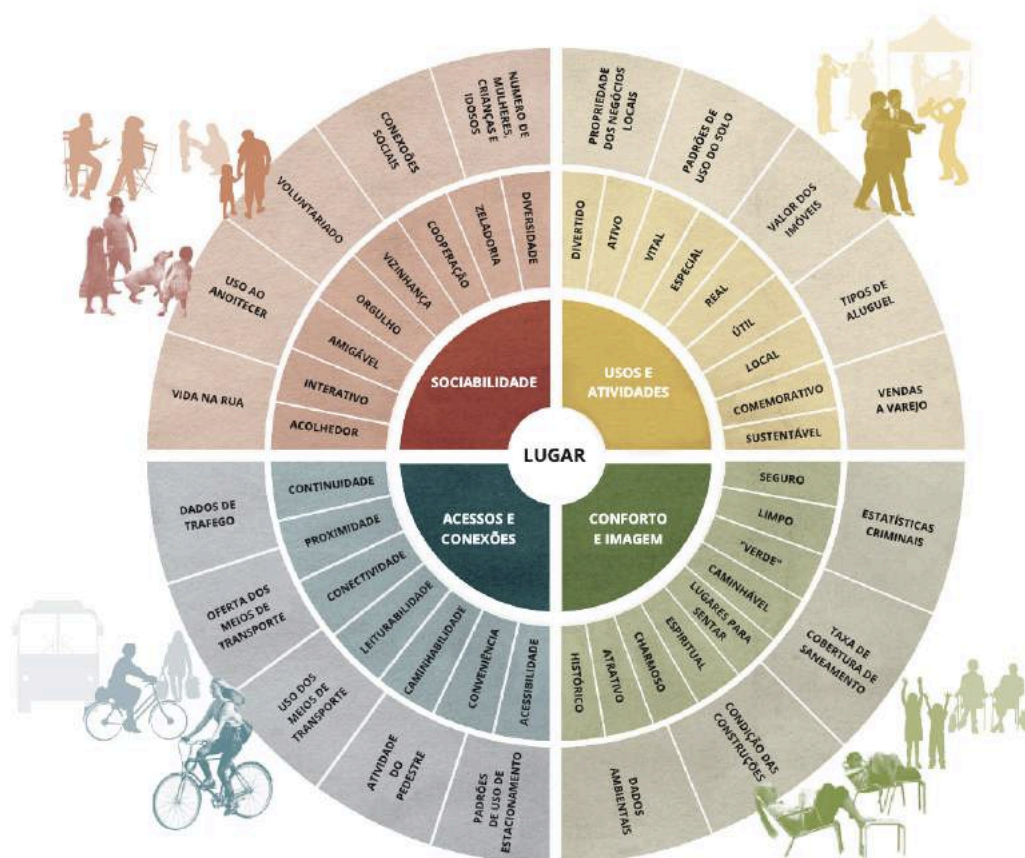 NUMERO DE
MULHERES,
CRIANÇAS E
IDOSOS
CONEXÕES
SOCIAIS
VOLUNTARIADO
USO AO
ANOITECER
VIDA NA RUA
DIVERSIDADE
ZELADORIA
COOPERAÇÃO
VIZINHANÇA
ORGULHO
AMIGÁVEL
INTERATIVO
ACOLHEDOR
SOCIABILIDADE
PROPRIEDADE
DOS NEGÓCIOS
LOCAIS
PADRÕES DE
USO DO SOLO
VALOR DOS
IMÓVEIS
TIPOS DE
ALUGUEL
VENDAS
A VAREJO
DIVERTIDO
ATIVO
VITAL
ESPECIAL
REAL
ÚTIL
LOCAL
COMEMORATIVO
SUSTENTÁVEL
USOS E
ATIVIDADES
LUGAR
ACESSOS E
CONEXÕES
CONTINUIDADE
PROXIMIDADE
CONECTIVIDADE
LEITURABILIDADE
CAMINHABILIDADE
CONVENIÊNCIA
ACESSIBILIDADE
DADOS DE
TRAFEGO
OFERTA DOS
MEIOS DE
TRANSPORTE
USO DOS
MEIOS DE
TRANSPORTE
ATIVIDADE
DO
PEDESTRE
PADRÕES
DE USO DE
ESTACIONAMENTO
CONFORTO
E IMAGEM
SEGURO
LIMPO
"VERDE"
CAMINHÁVEL
LUGARES PARA
SENTAR
ESPIRITUAL
CHARMOSO
ATRATIVO
HISTÓRICO
ESTATÍSTICAS
CRIMINAIS
TAXA DE
COBERTURA DE
SANEAMENTO
CONDIÇÃO DAS
CONSTRUÇÕES
DADOS
AMBIENTAIS